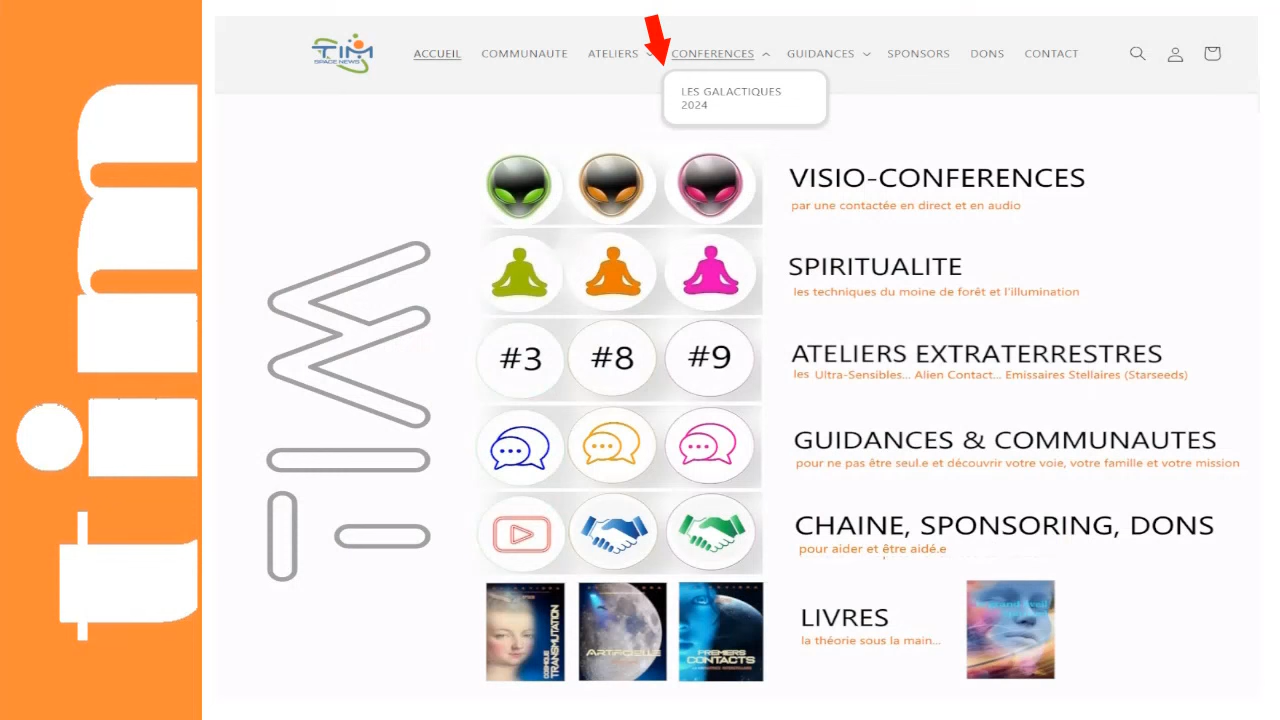 tim
TIM
SPACE NEWS
ACCUEIL COMMUNAUTE ATELIERS CONFERENCES GUIDANCES SPONSORS DONS CONTACT
LES GALACTIQUES
2024
TIM
VISIO-CONFERENCES
par une contactée en direct et en audio
SPIRITUALITE
les techniques du moine de forêt et l'illumination
#3 #8 #9
ATELIERS EXTRATERRESTRES
les Ultra-Sensibles... Alien Contact... Emissaires Stellaires (Starseeds)
GUIDANCES & COMMUNAUTES
pour ne pas être seul.e et découvrir votre voie, votre famille et votre mission
CHAINE, SPONSORING, DONS
pour aider et être aidé.e
COSMIQUE
TRANSMUTATION
ARTIFICIELLE
PREMIERS
CONTACTS
LIVRES
la théorie sous la main...